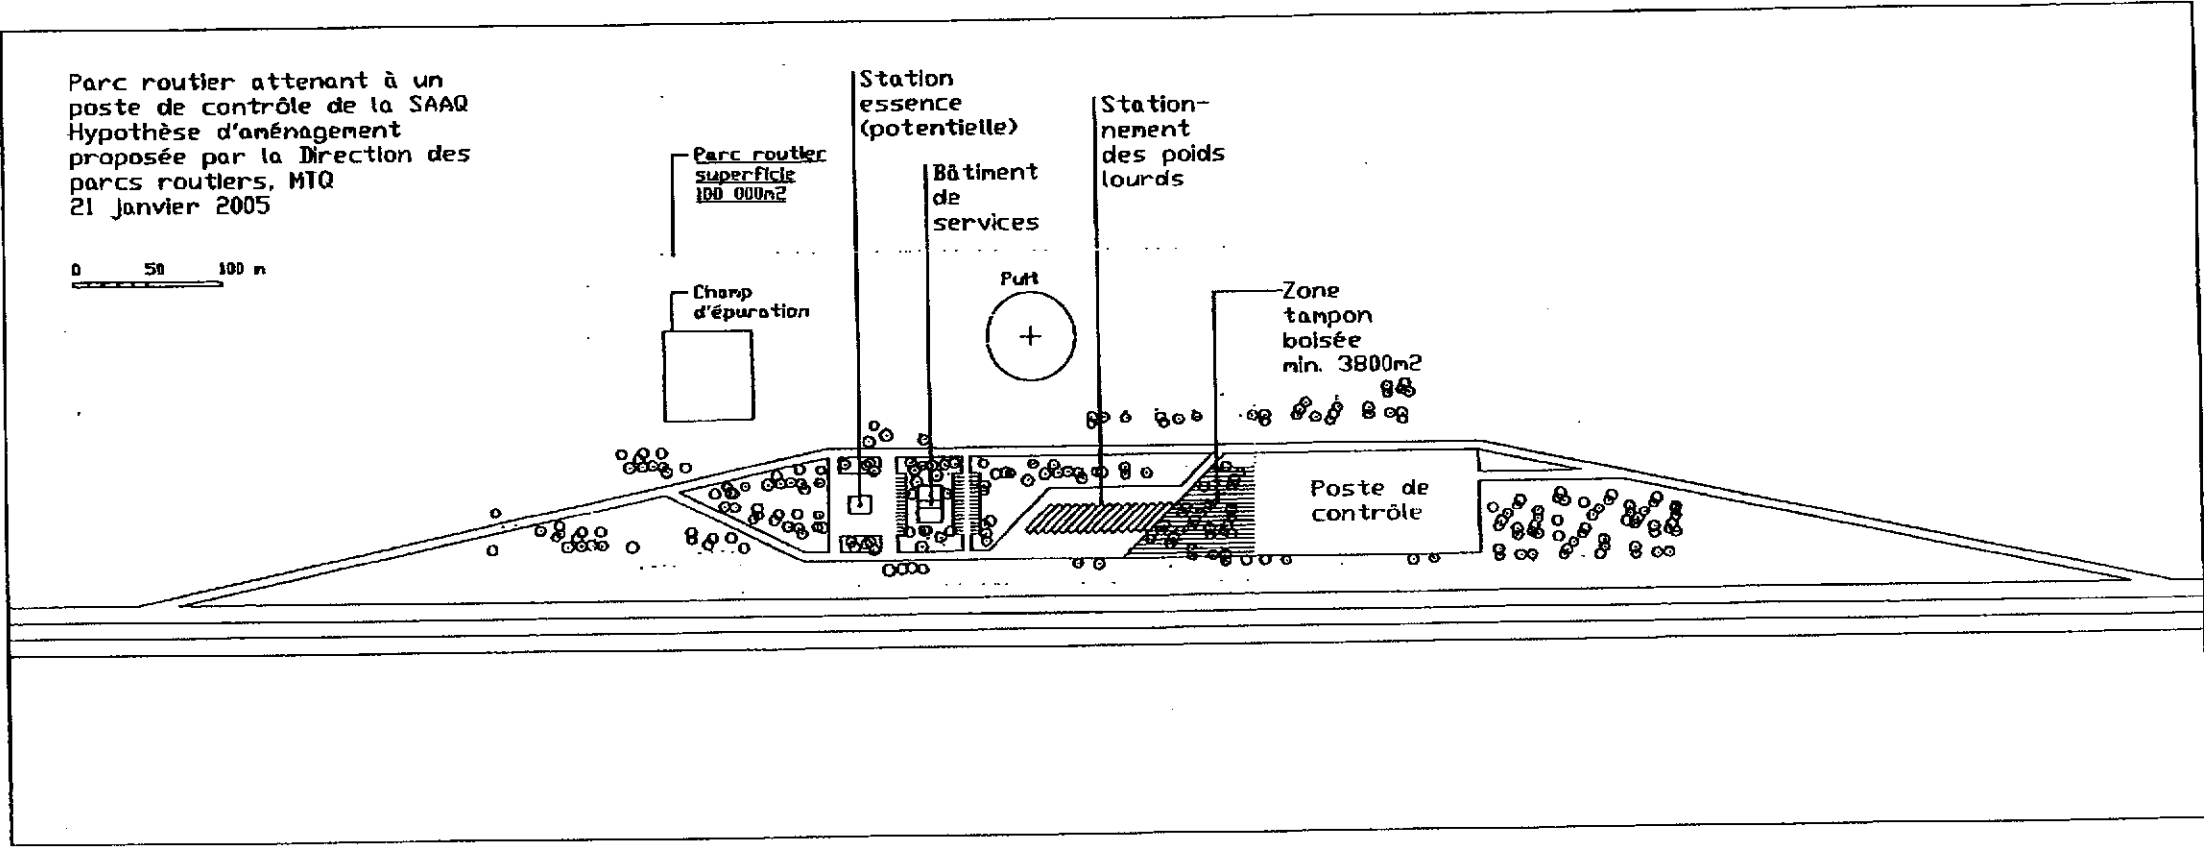 Parc routier attenant à un
poste de contrôle de la SAAQ
Hypothèse d'aménagement
proposée par la Direction des
parcs routiers, MTQ
21 janvier 2005
0 50 100 m
Parc routier
superficie
100 000m2
Champ
d'épuration
Station
essence
(potentielle)
Bâtiment
de
services
Station-
nement
des poids
lourds
Puit
Zone
tampon
boisée
min. 3800m2
Poste de
contrôle